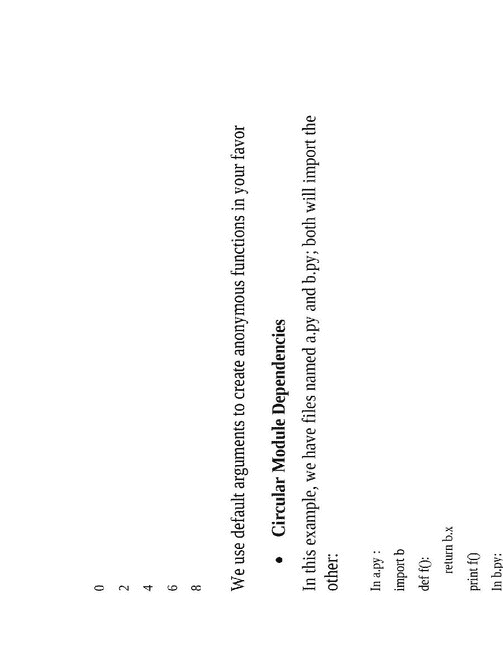 0
2
4
6
8
We use default arguments to create anonymous functions in your favor
• Circular Module Dependencies
In this example, we have files named a.py and b.py; both will import the
other:
In a.py :
import b
def f():
return b.x
print f()
In b.py: